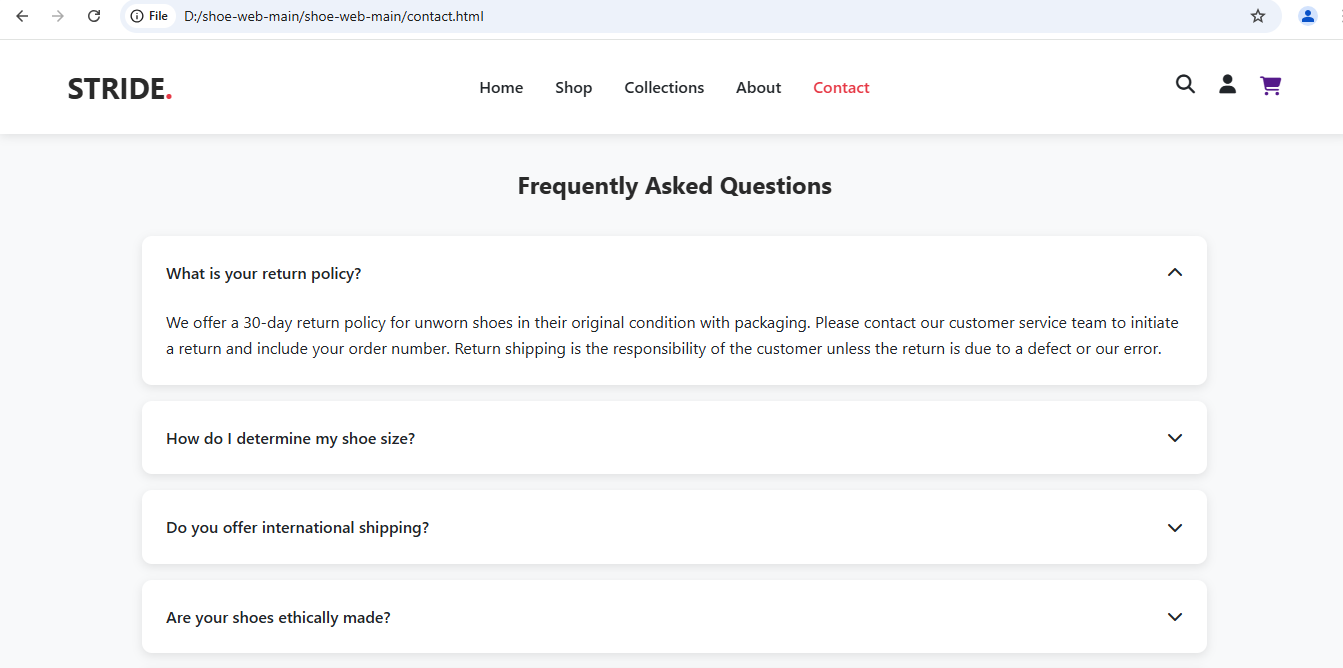 File D:/shoe-web-main/shoe-web-main/contact.html
STRIDE. Home Shop Collections About Contact
Frequently Asked Questions
What is your return policy?
We offer a 30-day return policy for unworn shoes in their original condition with packaging. Please contact our customer service team to initiate
a return and include your order number. Return shipping is the responsibility of the customer unless the return is due to a defect or our error.
How do I determine my shoe size?
Do you offer international shipping?
Are your shoes ethically made?